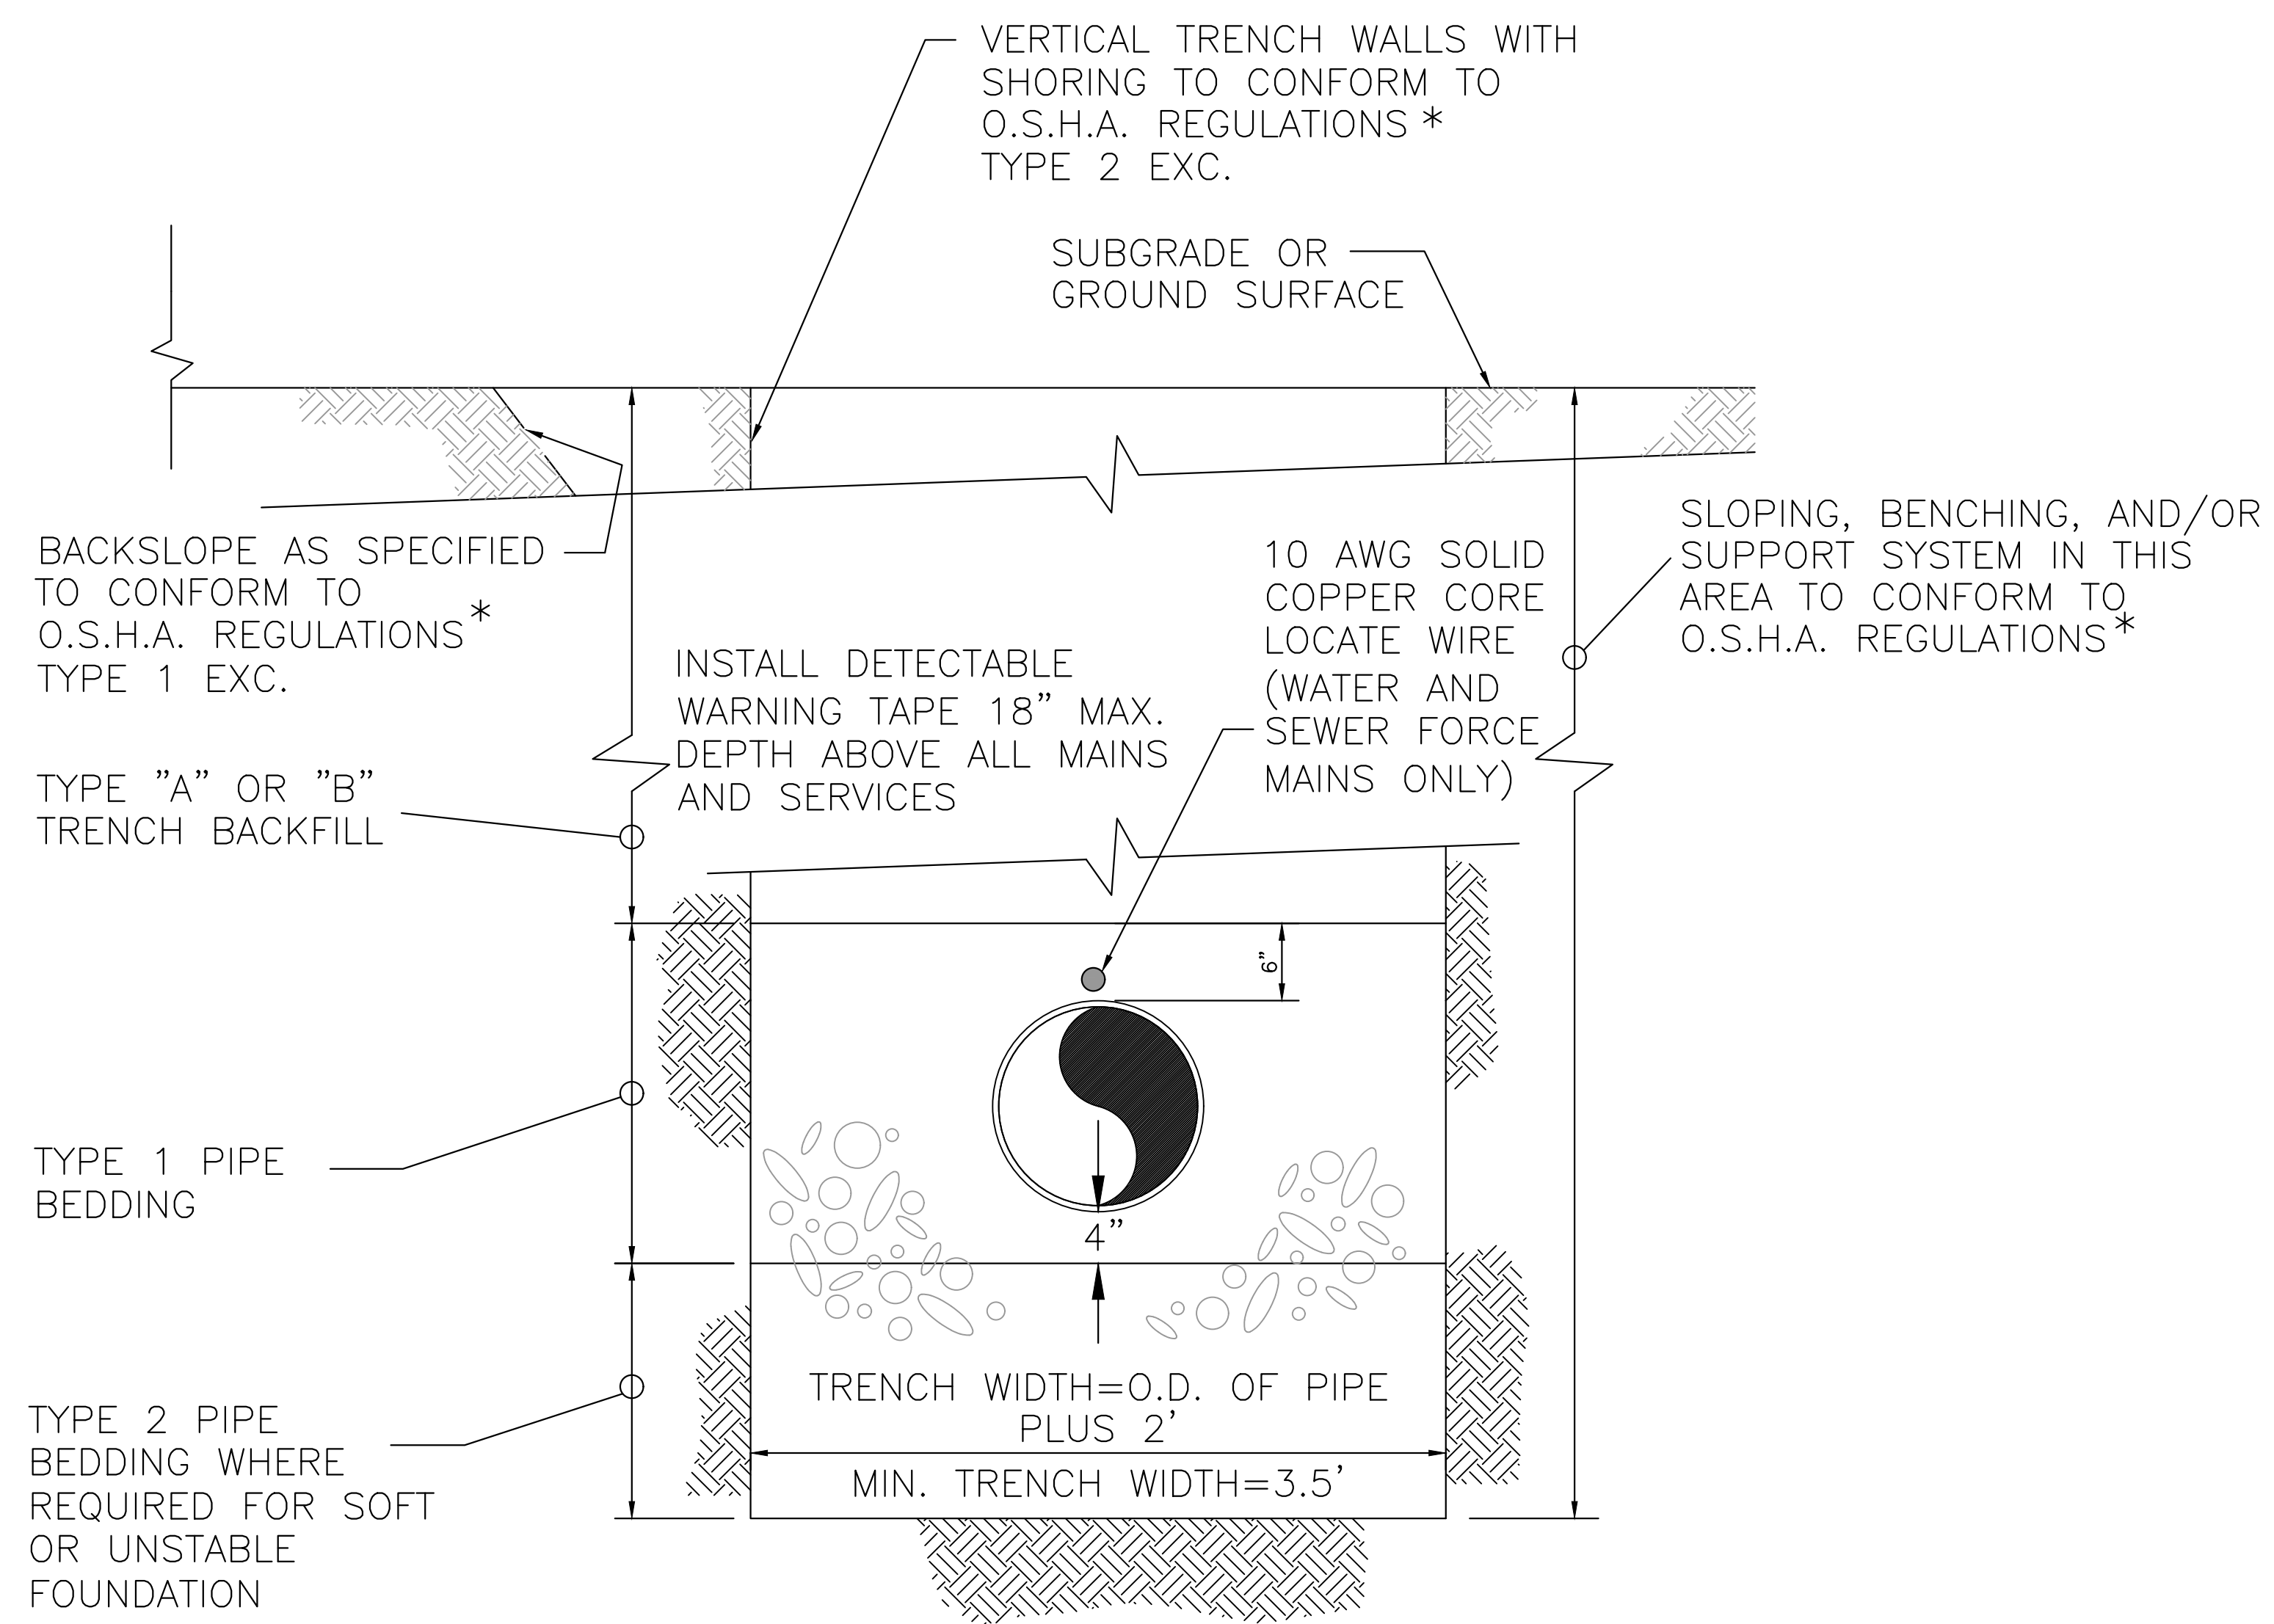 VERTICAL TRENCH WALLS WITH
SHORING TO CONFORM TO
O.S.H.A. REGULATIONS *
TYPE 2 EXC.
SUBGRADE OR
GROUND SURFACE
BACKSLOPE AS SPECIFIED
TO CONFORM TO
O.S.H.A. REGULATIONS *
TYPE 1 EXC.
SLOPING, BENCHING, AND/OR
SUPPORT SYSTEM IN THIS
AREA TO CONFORM TO
O.S.H.A. REGULATIONS *
10 AWG SOLID
COPPER CORE
LOCATE WIRE
(WATER AND
SEWER FORCE
MAINS ONLY)
INSTALL DETECTABLE
WARNING TAPE 18" MAX.
DEPTH ABOVE ALL MAINS
AND SERVICES
TYPE "A" OR "B"
TRENCH BACKFILL
6"
TYPE 1 PIPE
BEDDING
4"
TRENCH WIDTH=O.D. OF PIPE
PLUS 2'
MIN. TRENCH WIDTH=3.5'
TYPE 2 PIPE
BEDDING WHERE
REQUIRED FOR SOFT
OR UNSTABLE
FOUNDATION